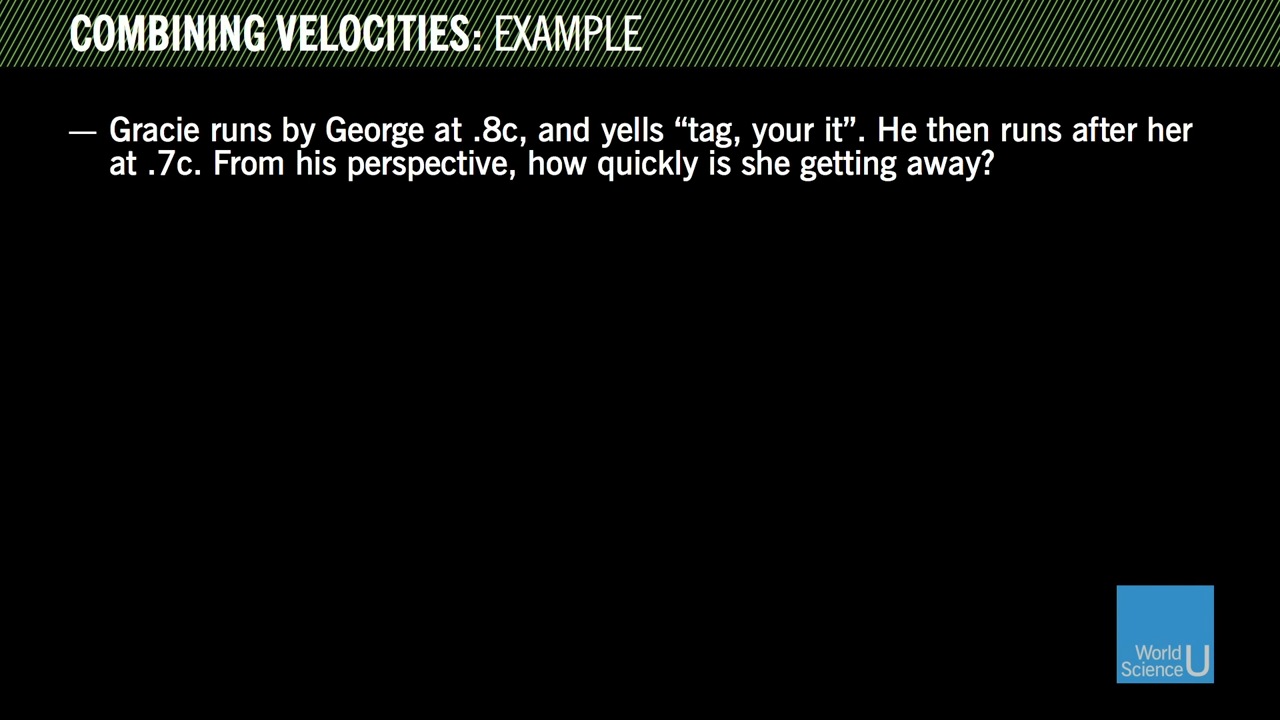 COMBINING VELOCITIES: EXAMPLE
— Gracie runs by George at .8c, and yells “tag, your it”. He then runs after her
at .7c. From his perspective, how quickly is she getting away?
World
Science U